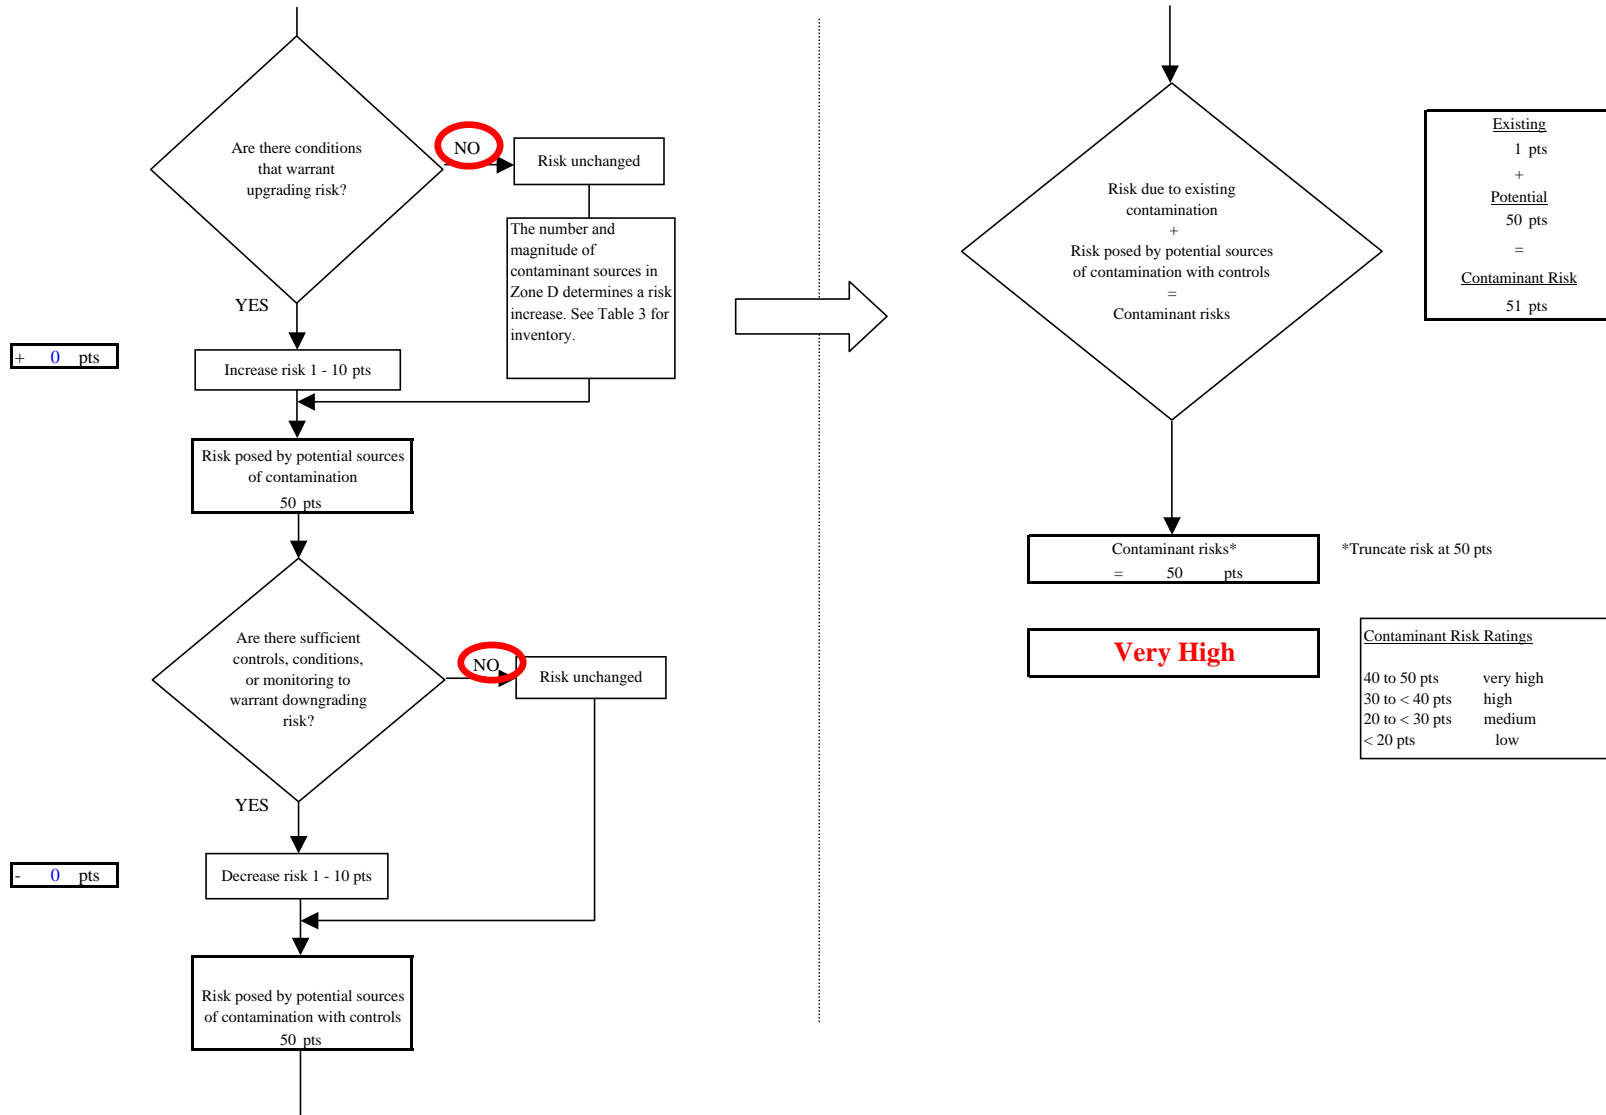 Are there conditions
that warrant
upgrading risk?
NO
Risk unchanged
The number and
magnitude of
contaminant sources in
Zone D determines a risk
increase. See Table 3 for
inventory.
YES
+ 0 pts
Increase risk 1 - 10 pts
Risk posed by potential sources
of contamination
50 pts
Are there sufficient
controls, conditions,
or monitoring to
warrant downgrading
risk?
NO
Risk unchanged
YES
- 0 pts
Decrease risk 1 - 10 pts
Risk posed by potential sources
of contamination with controls
50 pts
Risk due to existing
contamination
+
Risk posed by potential sources
of contamination with controls
=
Contaminant risks
Existing
1 pts
+
Potential
50 pts
=
Contaminant Risk
51 pts
Contaminant risks*
= 50 pts
*Truncate risk at 50 pts
Very High
Contaminant Risk Ratings
40 to 50 pts very high
30 to < 40 pts high
20 to < 30 pts medium
< 20 pts low